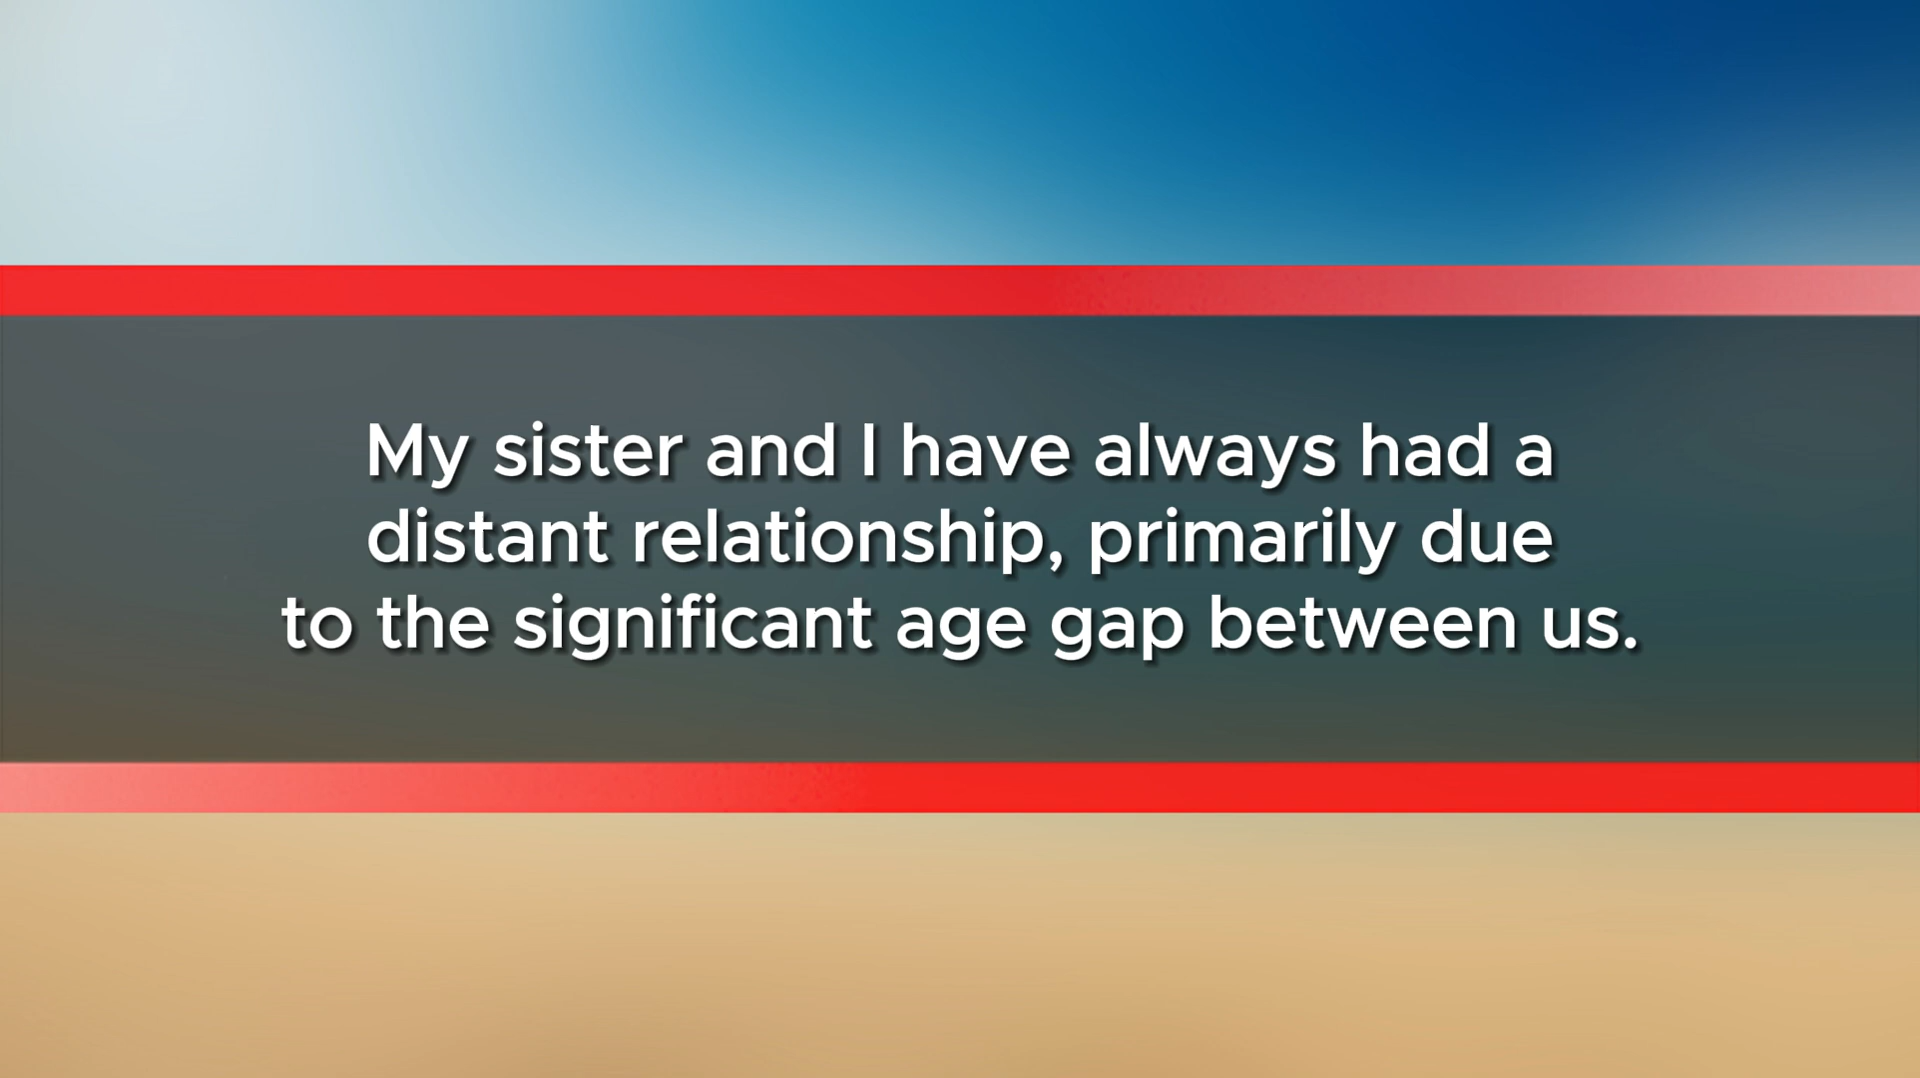 My sister and I have always had a
distant relationship, primarily due
to the significant age gap between us.